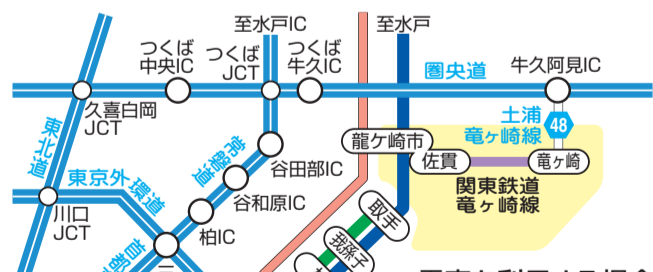 至水戸IC
至水戸
つくば
中央IC
つくば
JCT
つくば
牛久IC
圏央道
牛久阿見IC
久喜白岡
JCT
土浦
竜ヶ崎線
48
龍ケ崎市
佐貫
竜ヶ崎
関東鉄道
竜ヶ崎線
東北道
常磐道
谷田部IC
東京外環道
谷和原IC
取手
川口
JCT
柏IC
我孫子
首都